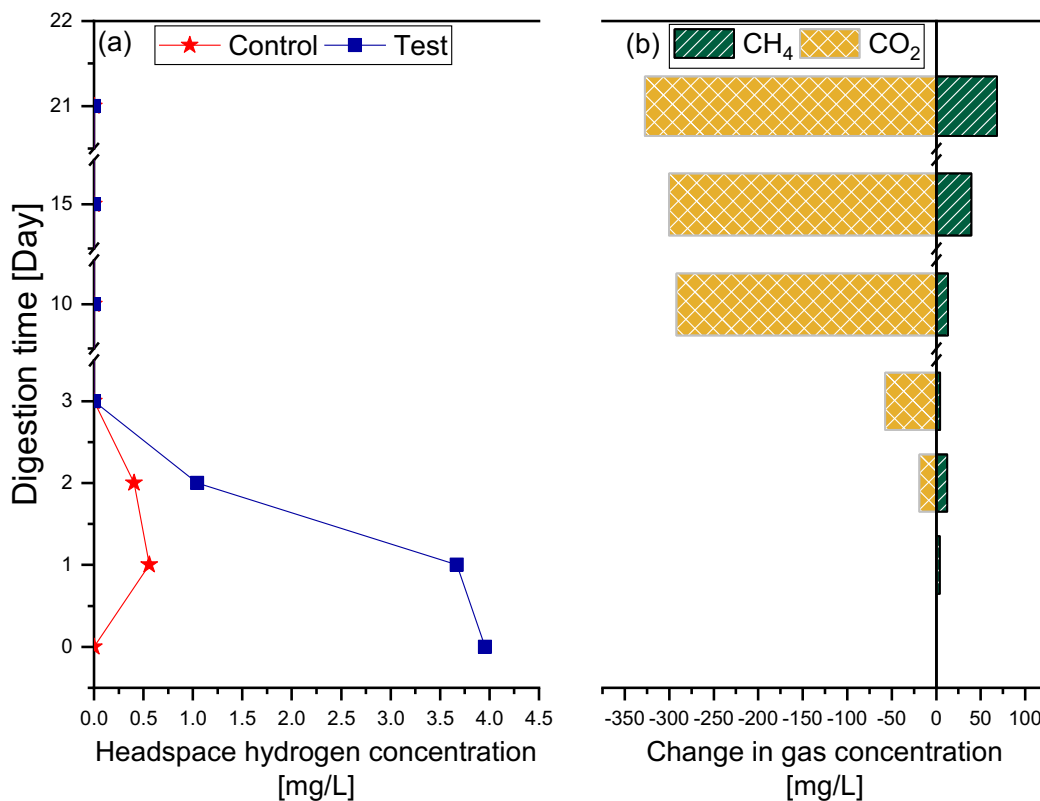 (a) Control Test
(b) CH₄ CO₂
22
21
15
10
3
2
1
0
Digestion time [Day]
0.0 0.5 1.0 1.5 2.0 2.5 3.0 3.5 4.0 4.5
Headspace hydrogen concentration
[mg/L]
-350 -300 -250 -200 -150 -100 -50 0 50 100
Change in gas concentration
[mg/L]